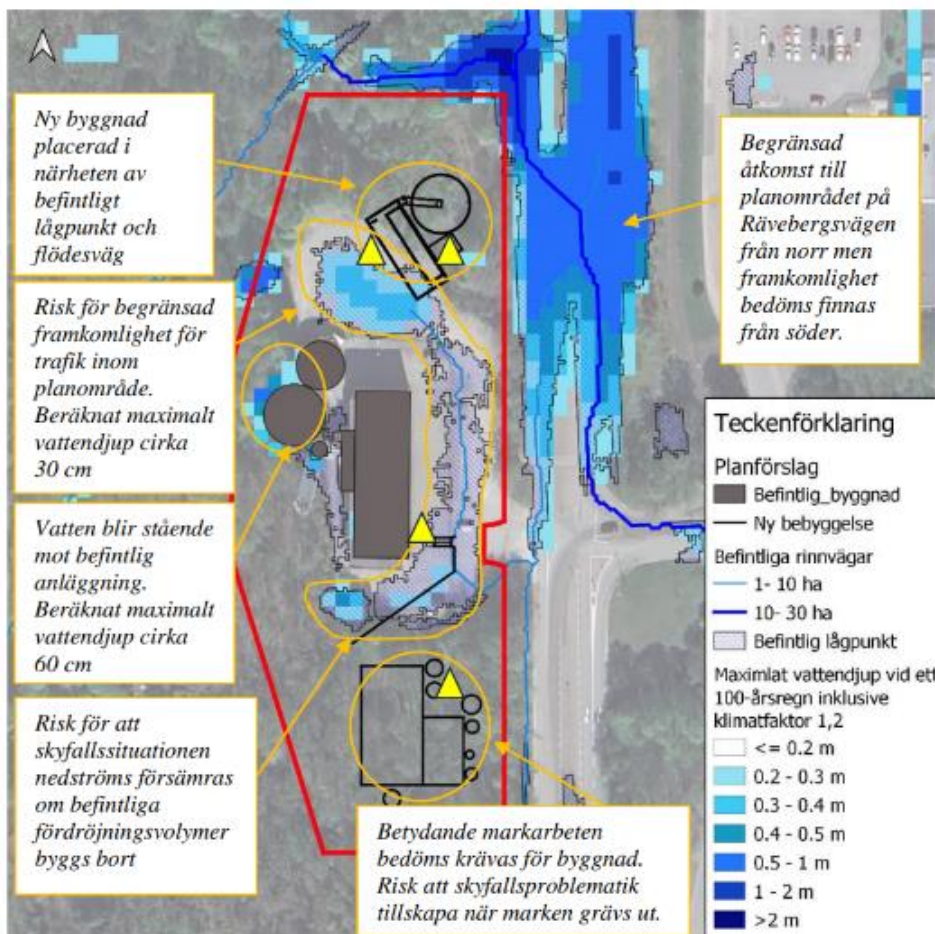 Ny byggnad
placerad i
närheten av
befintligt
lågpunkt och
flödesväg
Risk för begränsad
framkomlighet för
trafik inom
planområde.
Beräknat maximalt
vattendjup cirka
30 cm
Vatten blir stående
mot befintlig
anläggning.
Beräknat maximalt
vattendjup cirka
60 cm
Risk för att
skyfallssituationen
nedströms försämras
om befintliga
fördröjningsvolymer
byggs bort
Betydande markarbeten
bedöms krävas för byggnad.
Risk att skyfallsproblematik
tillskapa när marken grävs ut.
Begränsad
åtkomst till
planområdet på
Rävebergsvägen
från norr men
framkomlighet
bedöms finnas
från söder.
Teckenförklaring
Planförslag
Befintlig_byggnad
Ny bebyggelse
Befintliga rinnvägar
1- 10 ha
10- 30 ha
Befintlig lågpunkt
Maximlat vattendjup vid ett
100-årsregn inklusive
klimatfaktor 1,2
<= 0.2 m
0.2 - 0.3 m
0.3 - 0.4 m
0.4 - 0.5 m
0.5 - 1 m
1 - 2 m
>2 m